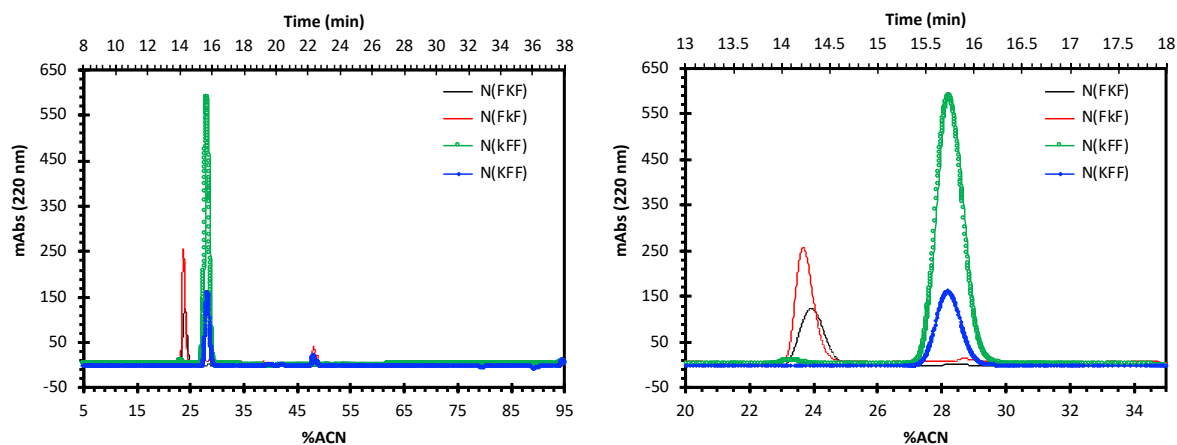 Time (min)
8 10 12 14 16 18 20 22 24 26 28 30 32 34 36 38
650
550
450
350
250
150
50
-50
mAbs (220 nm)
N(FKF)
N(FkF)
N(kFF)
N(KFF)
5 15 25 35 45 55 65 75 85 95
%ACN
Time (min)
13 13.5 14 14.5 15 15.5 16 16.5 17 17.5 18
650
550
450
350
250
150
50
-50
mAbs (220 nm)
N(FKF)
N(FkF)
N(kFF)
N(KFF)
20 22 24 26 28 30 32 34
%ACN